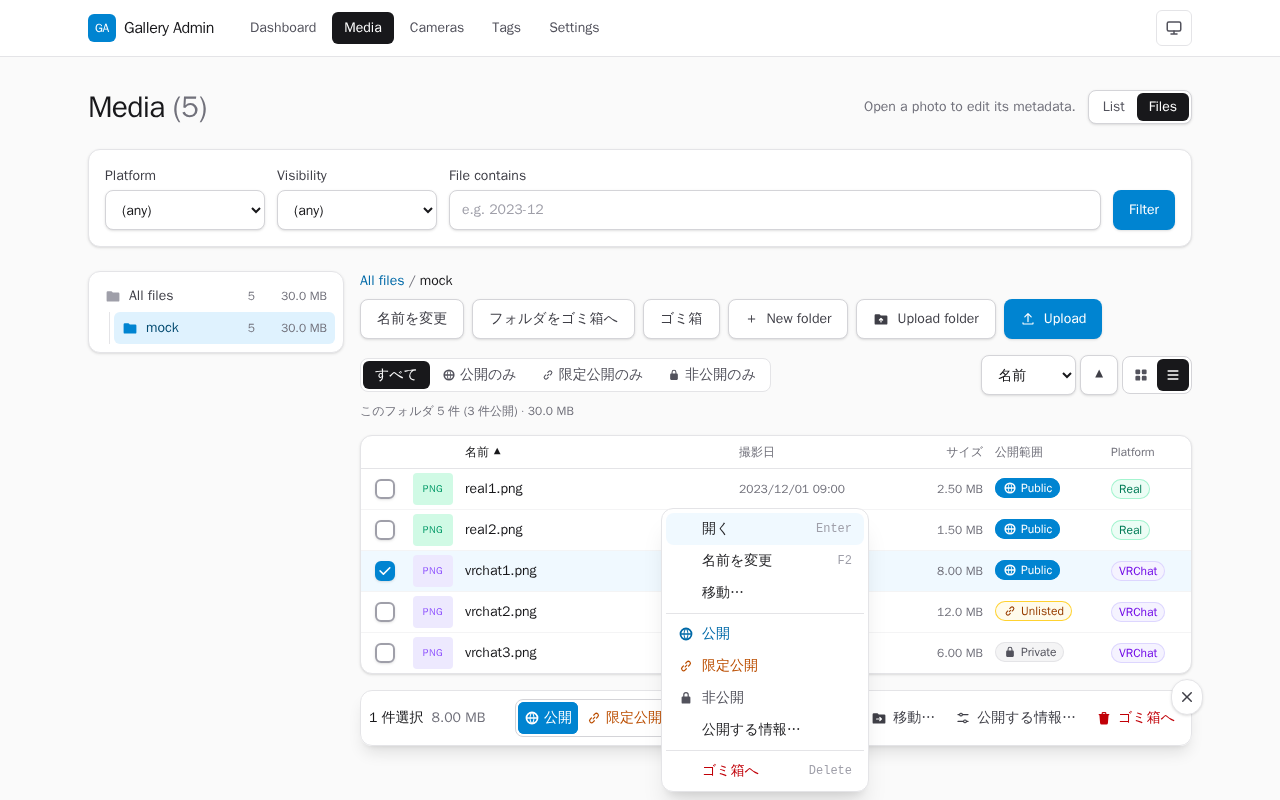 GA Gallery Admin Dashboard Media Cameras Tags Settings
Media (5)
Open a photo to edit its metadata. List Files
Platform Visibility File contains
(any) (any) e.g. 2023-12 Filter
All files 5 30.0 MB
mock 5 30.0 MB
All files / mock
名前を変更 フォルダをゴミ箱へ ゴミ箱 + New folder Upload folder Upload
すべて 公開のみ 限定公開のみ 非公開のみ 名前 ▲
このフォルダ 5 件 (3 件公開) · 30.0 MB
名前 ▲ 撮影日 サイズ 公開範囲 Platform
PNG real1.png 2023/12/01 09:00 2.50 MB Public Real
PNG real2.png 1.50 MB Public Real
PNG vrchat1.png 8.00 MB Public VRChat
PNG vrchat2.png 12.0 MB Unlisted VRChat
PNG vrchat3.png 6.00 MB Private VRChat
開く Enter
名前を変更 F2
移動…
公開
限定公開
非公開
公開する情報…
ゴミ箱へ Delete
1 件選択 8.00 MB 公開 限定公開 移動… 公開する情報… ゴミ箱へ